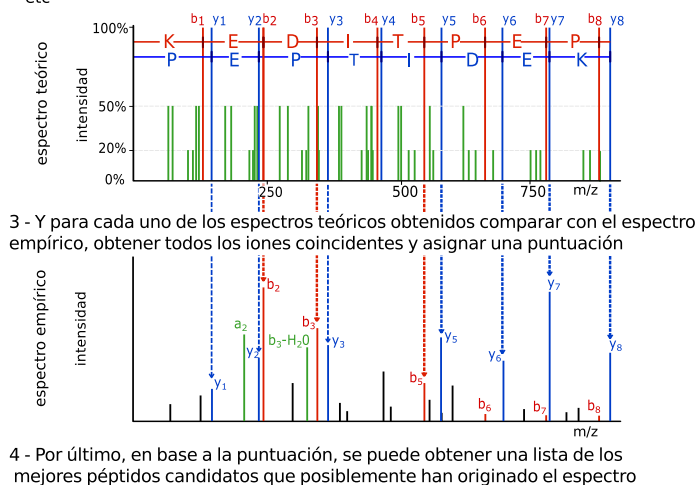 etc
b1 y1 y2 b2 b3 y3 b4 y4 b5 y5 b6 y6 b7 y7 b8 y8
100%
K E D I T P E P
P E P T I D E K
espectro teórico
intensidad
50%
20%
0%
250 500 750 m/z
3 - Y para cada uno de los espectros teóricos obtenidos comparar con el espectro
empírico, obtener todos los iones coincidentes y asignar una puntuación
espectro empírico
intensidad
b2
y7
a2
b3
b3-H20
y2
y3
y5
y8
y6
b5
y1
b6
b7
b8
m/z
4 - Por último, en base a la puntuación, se puede obtener una lista de los
mejores péptidos candidatos que posiblemente han originado el espectro